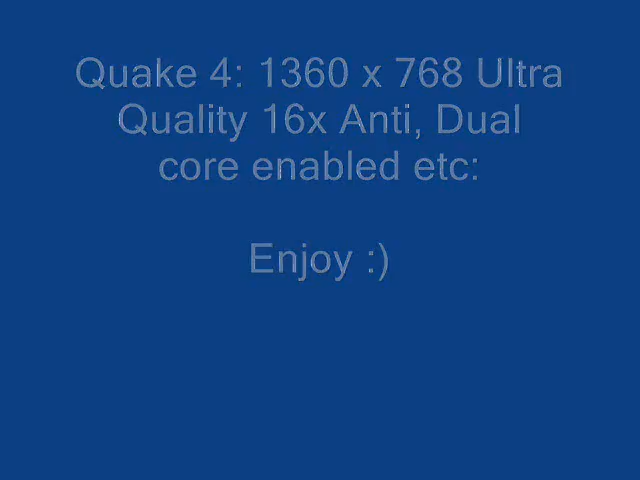 Quake 4: 1360 x 768 Ultra
Quality 16x Anti, Dual
core enabled etc:
Enjoy :)